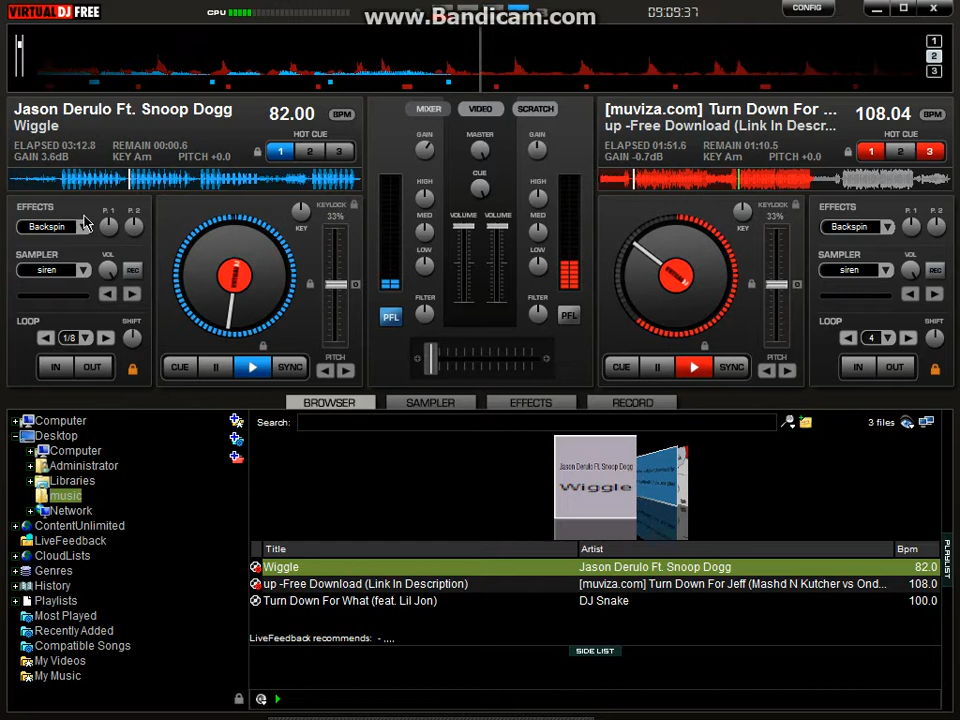 VIRTUAL DJ FREE
CPU
www.Bandicam.com
09:09:37
CONFIG
1
2
3
Jason Derulo Ft. Snoop Dogg
Wiggle
82.00 BPM
HOT CUE
ELAPSED 03:12.8 REMAIN 00:00.6
GAIN 3.6dB KEY Am PITCH +0.0
1 2 3
MIXER VIDEO SCRATCH
[muviza.com] Turn Down For ...
up -Free Download (Link In Descr...
108.04 BPM
HOT CUE
ELAPSED 01:51.6 REMAIN 01:10.5
GAIN -0.7dB KEY Am PITCH +0.0
1 2 3
EFFECTS P. 1 P. 2
Backspin
SAMPLER VOL
siren REC
LOOP SHIFT
1/8
IN OUT
KEY
KEYLOCK
33%
CUE SYNC
PITCH
GAIN MASTER GAIN
HIGH CUE HIGH
MED VOLUME VOLUME MED
LOW LOW
FILTER FILTER
PFL PFL
KEY
KEYLOCK
33%
CUE SYNC
PITCH
EFFECTS P. 1 P. 2
Backspin
SAMPLER VOL
siren REC
LOOP SHIFT
4
IN OUT
BROWSER SAMPLER EFFECTS RECORD
Computer
Desktop
Computer
Administrator
Libraries
music
Network
ContentUnlimited
LiveFeedback
CloudLists
Genres
History
Playlists
Most Played
Recently Added
Compatible Songs
My Videos
My Music
Search:
3 files
Jason Derulo Ft. Snoop Dogg
Wiggle
Title Artist Bpm
Wiggle Jason Derulo Ft. Snoop Dogg 82.0
up -Free Download (Link In Description) [muviza.com] Turn Down For Jeff (Mashd N Kutcher vs Ond... 108.0
Turn Down For What (feat. Lil Jon) DJ Snake 100.0
LiveFeedback recommends: - ,...
SIDE LIST
PLAYLIST